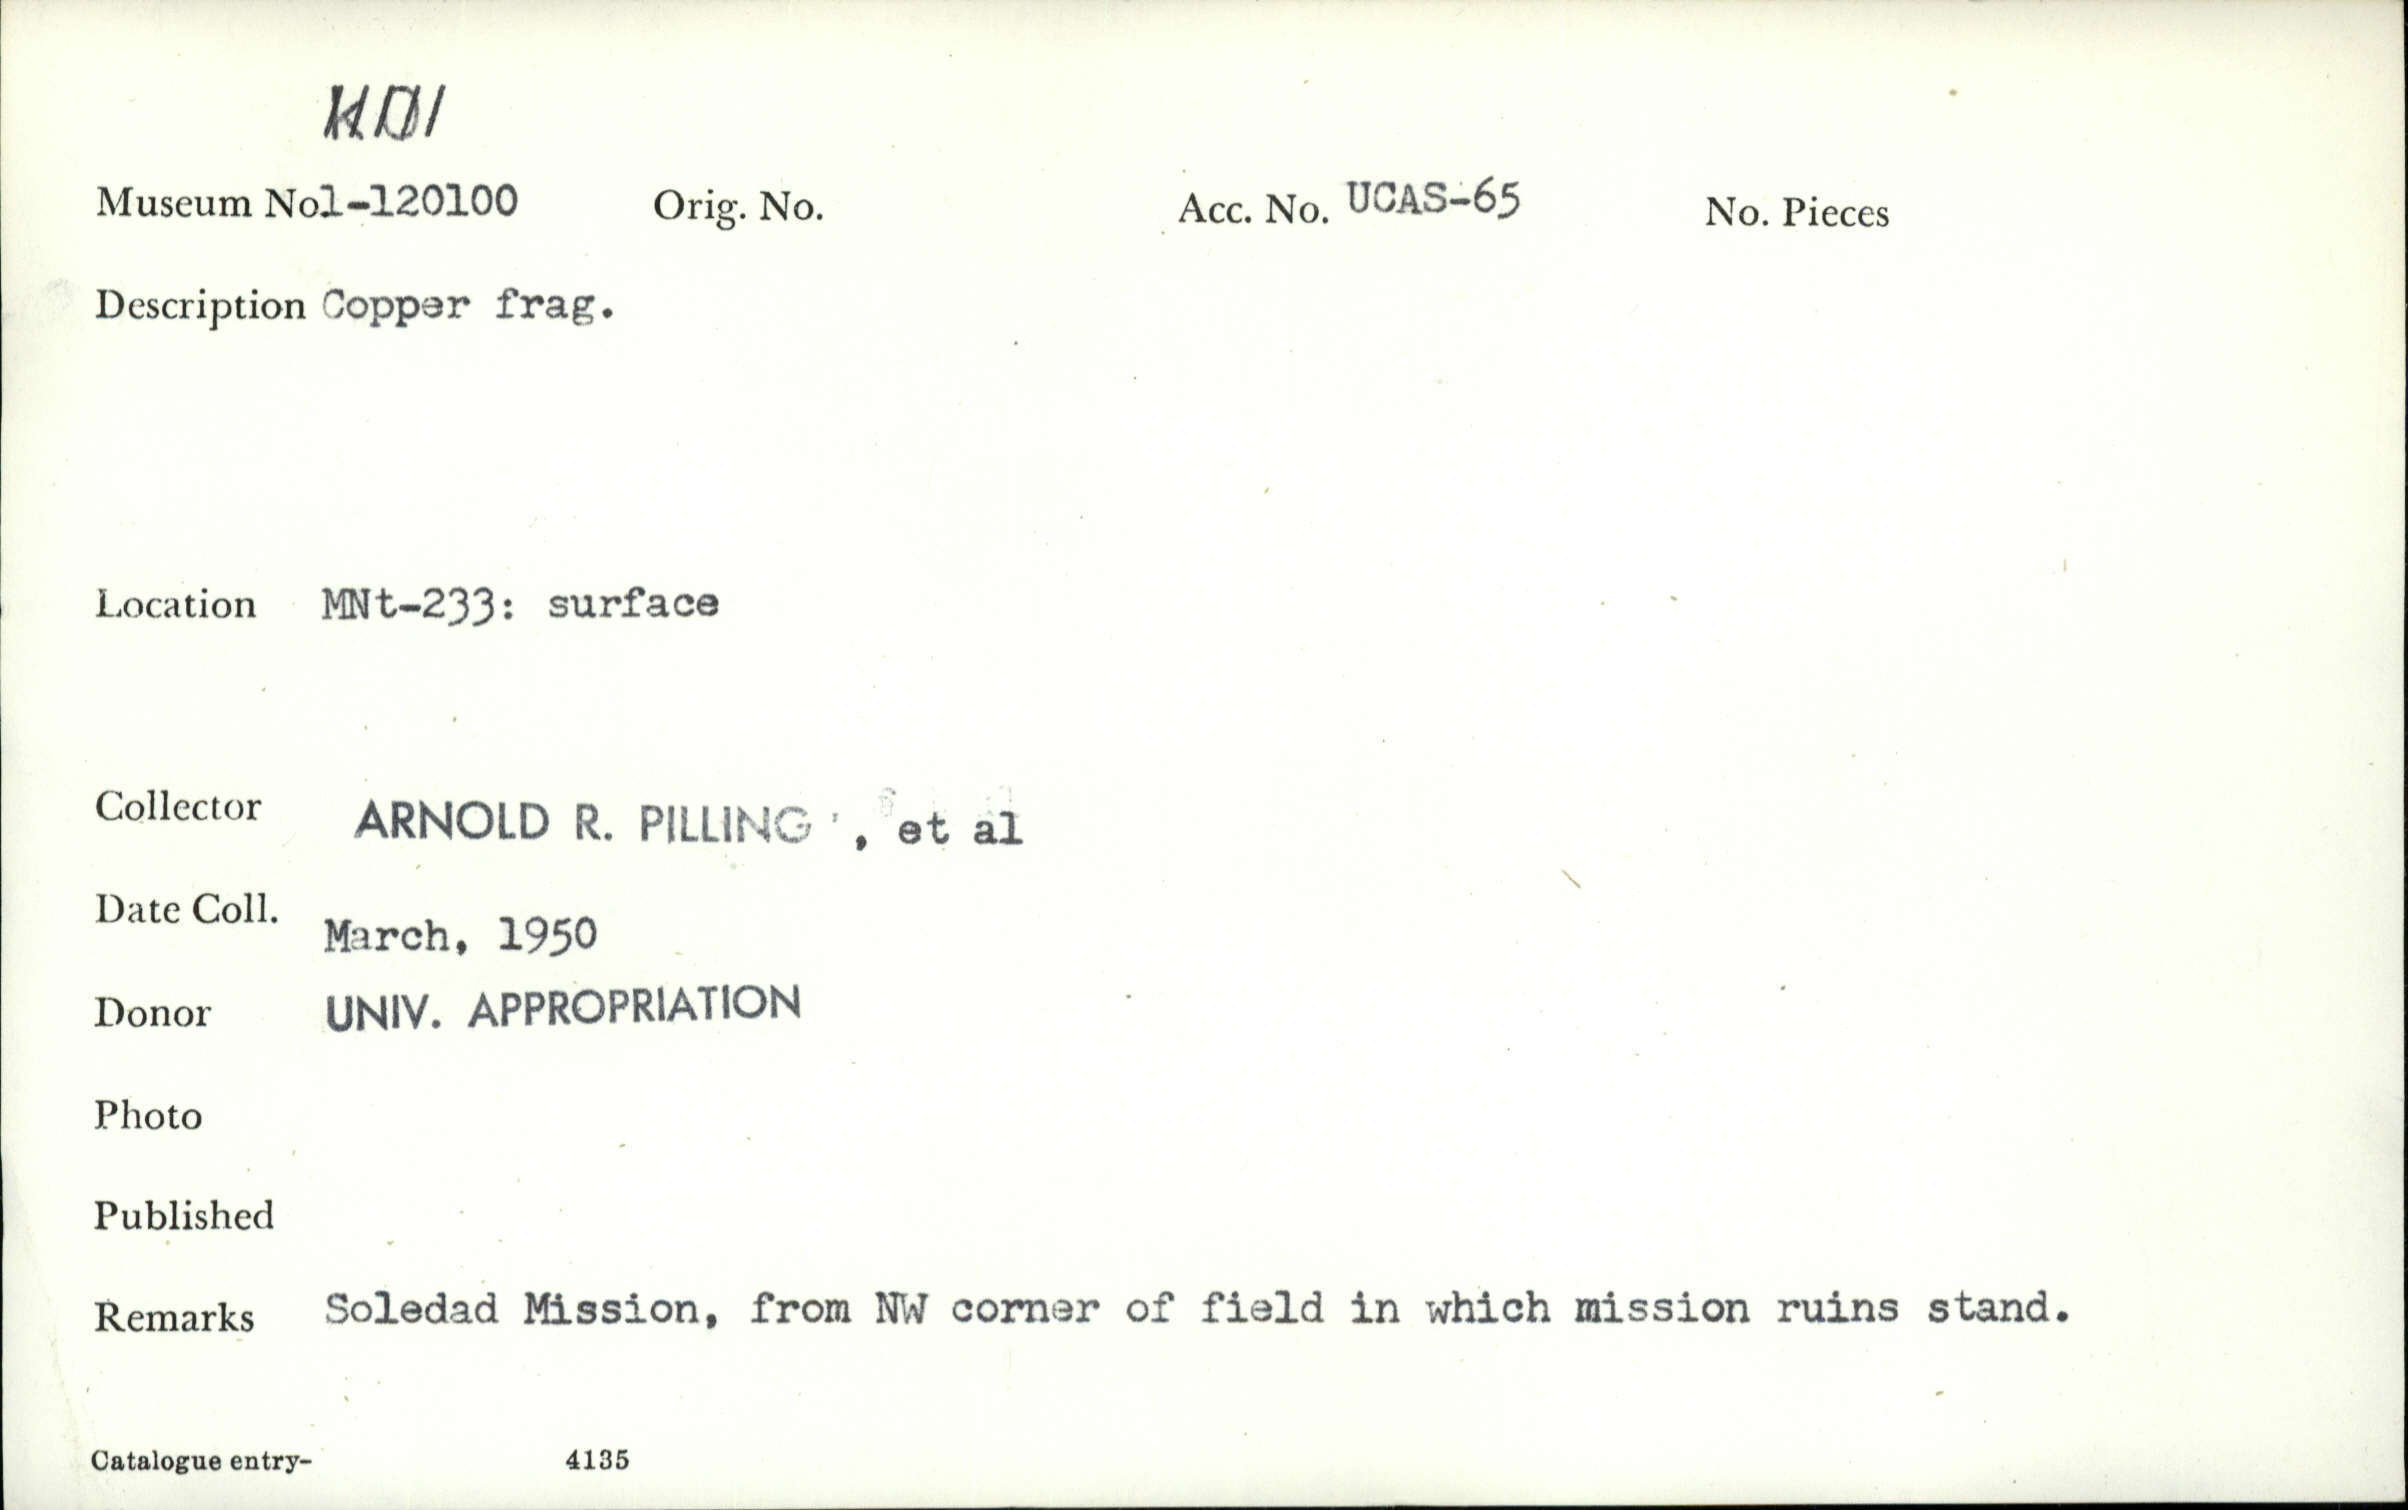 Museum No. 1-120100 Orig. No. Acc. No. UCAS-65 No. Pieces
Description Copper frag.
Location MNt-233: surface
Collector ARNOLD R. PILLING , et al
Date Coll. March, 1950
Donor UNIV. APPROPRIATION
Photo
Published
Remarks Soledad Mission, from NW corner of field in which mission ruins stand.
Catalogue entry- 4135